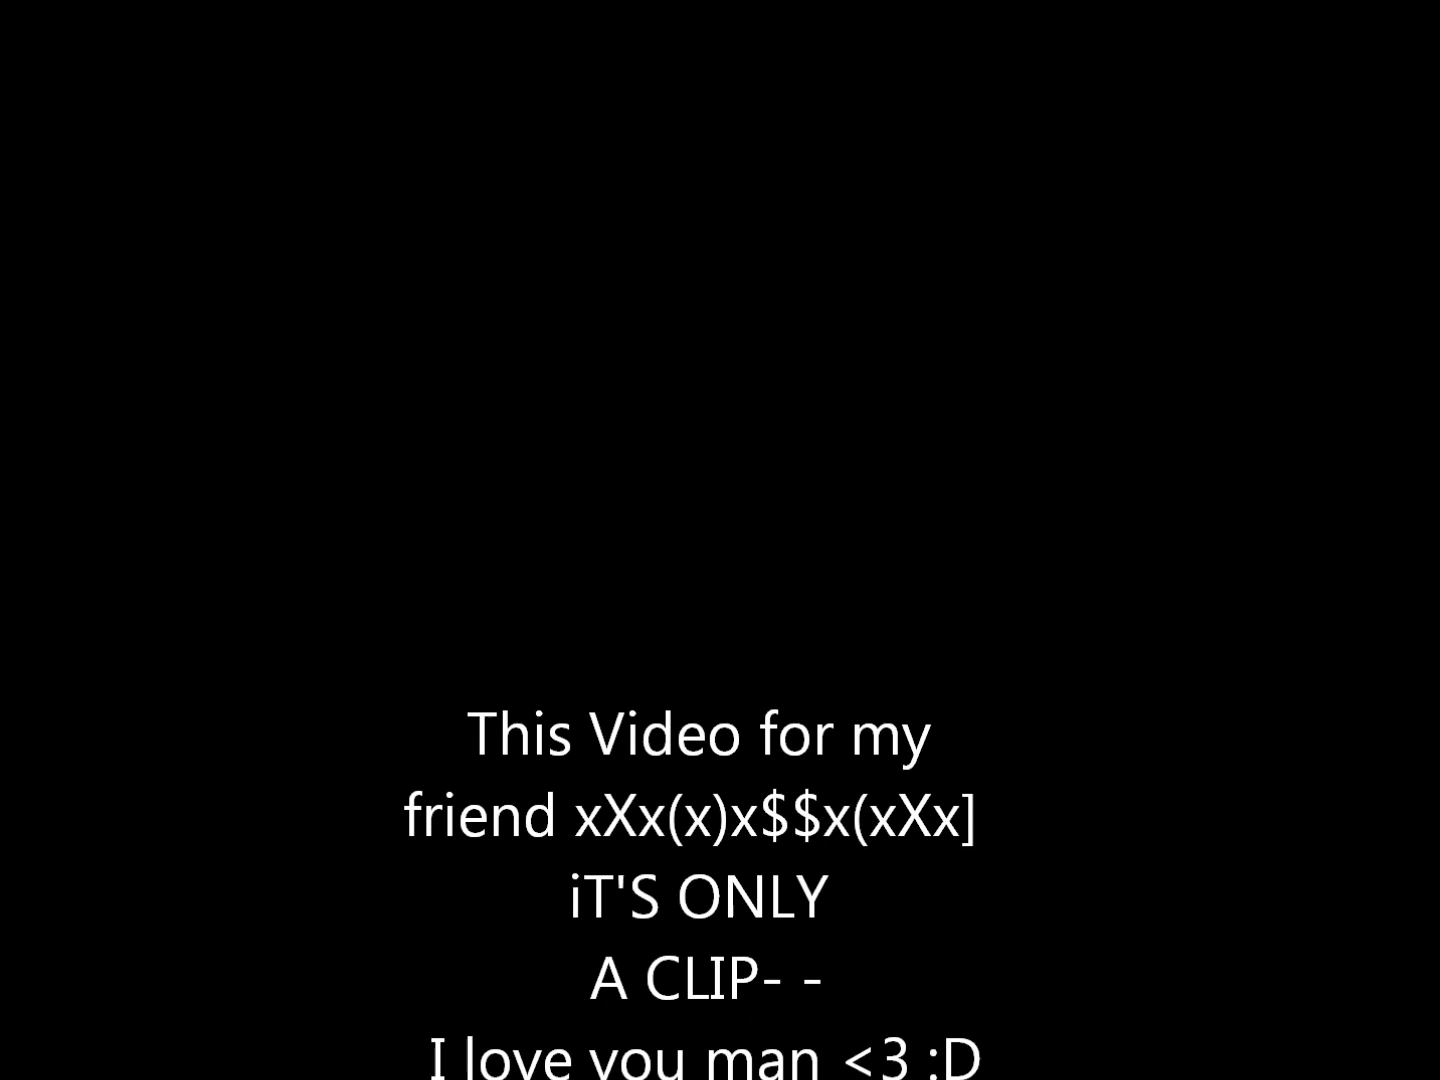 This Video for my
friend xXx(x)x$$x(xXx]
iT'S ONLY
A CLIP- -
I love you man <3 :D